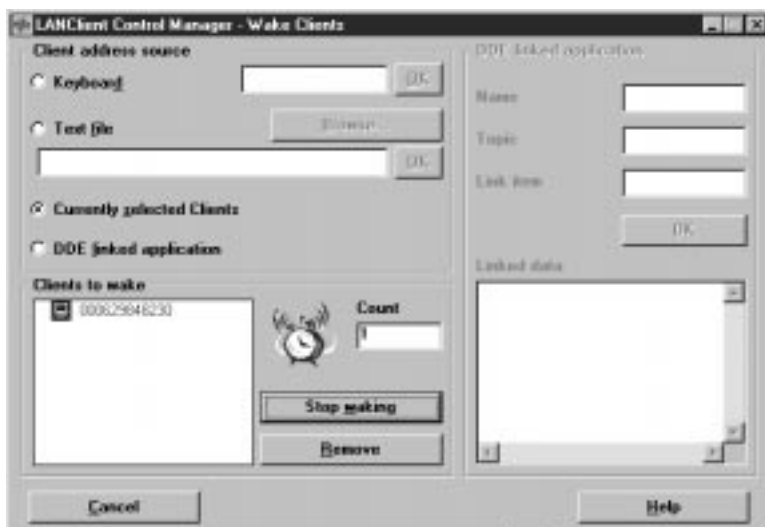 LANClient Control Manager - Wake Clients
Client address source
Keyboard
OK
Text file
Browse...
OK
Currently selected Clients
DDE linked application
Clients to wake
000629846230
Count
1
Stop waking
Remove
DDE linked application
Name
Topic
Link item
OK
Linked data
Cancel
Help